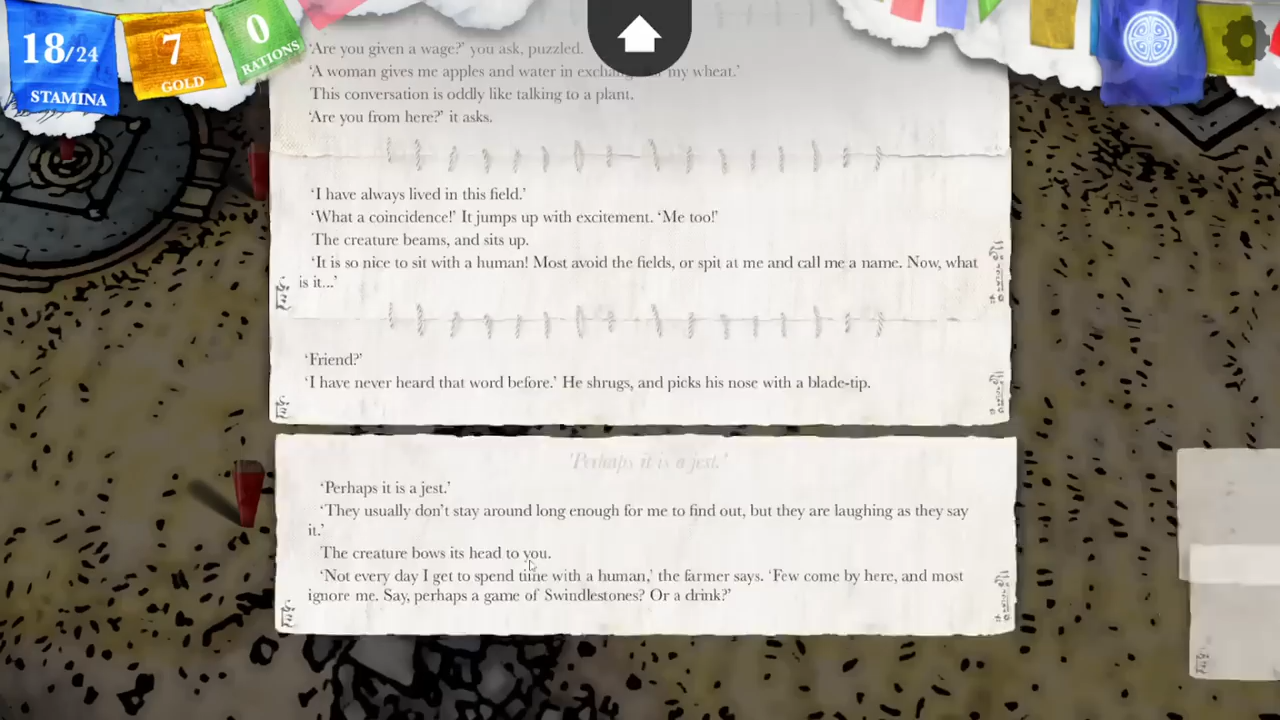 18/24
STAMINA
7
GOLD
0
RATIONS
‘Are you given a wage?’ you ask, puzzled.
‘A woman gives me apples and water in my wheat.’
This conversation is oddly like talking to a plant.
‘Are you from here?’ it asks.
‘I have always lived in this field.’
‘What a coincidence!’ It jumps up with excitement. ‘Me too!’
The creature beams, and sits up.
‘It is so nice to sit with a human! Most avoid the fields, or spit at me and call me a name. Now, what
is it...’
‘Friend?’
‘I have never heard that word before.’ He shrugs, and picks his nose with a blade-tip.
‘Perhaps it is a jest.’
‘Perhaps it is a jest.’
‘They usually don’t stay around long enough for me to find out, but they are laughing as they say
it.’
The creature bows its head to you.
‘Not every day I get to spend time with a human,’ the farmer says. ‘Few come by here, and most
ignore me. Say, perhaps a game of Swindlestones? Or a drink?’